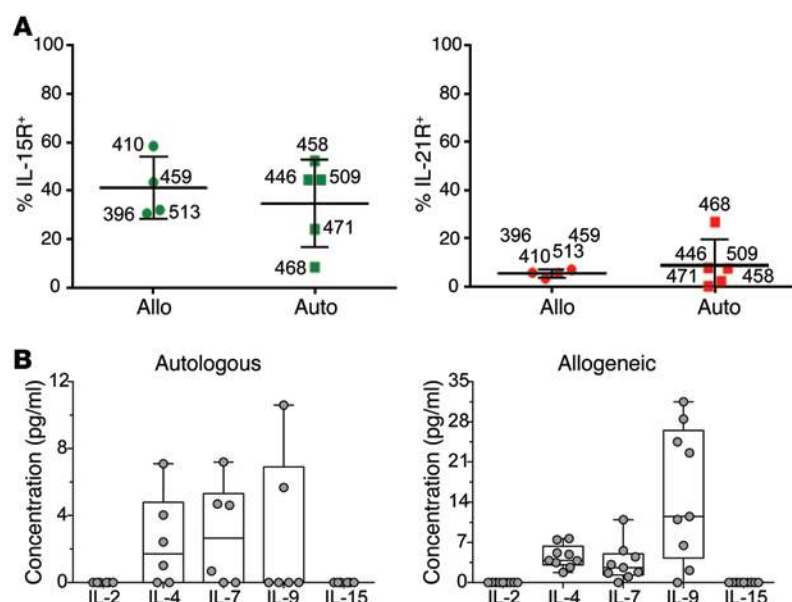 A
% IL-15R+
100
80
60
40
20
0
410
459
396
513
458
446
509
471
468
Allo
Auto
% IL-21R+
100
80
60
40
20
0
396
459
410
513
468
446
509
471
458
Allo
Auto
B
Autologous
Concentration (pg/ml)
12
8
4
0
IL-2
IL-4
IL-7
IL-9
IL-15
Allogeneic
Concentration (pg/ml)
35
28
21
14
7
0
IL-2
IL-4
IL-7
IL-9
IL-15